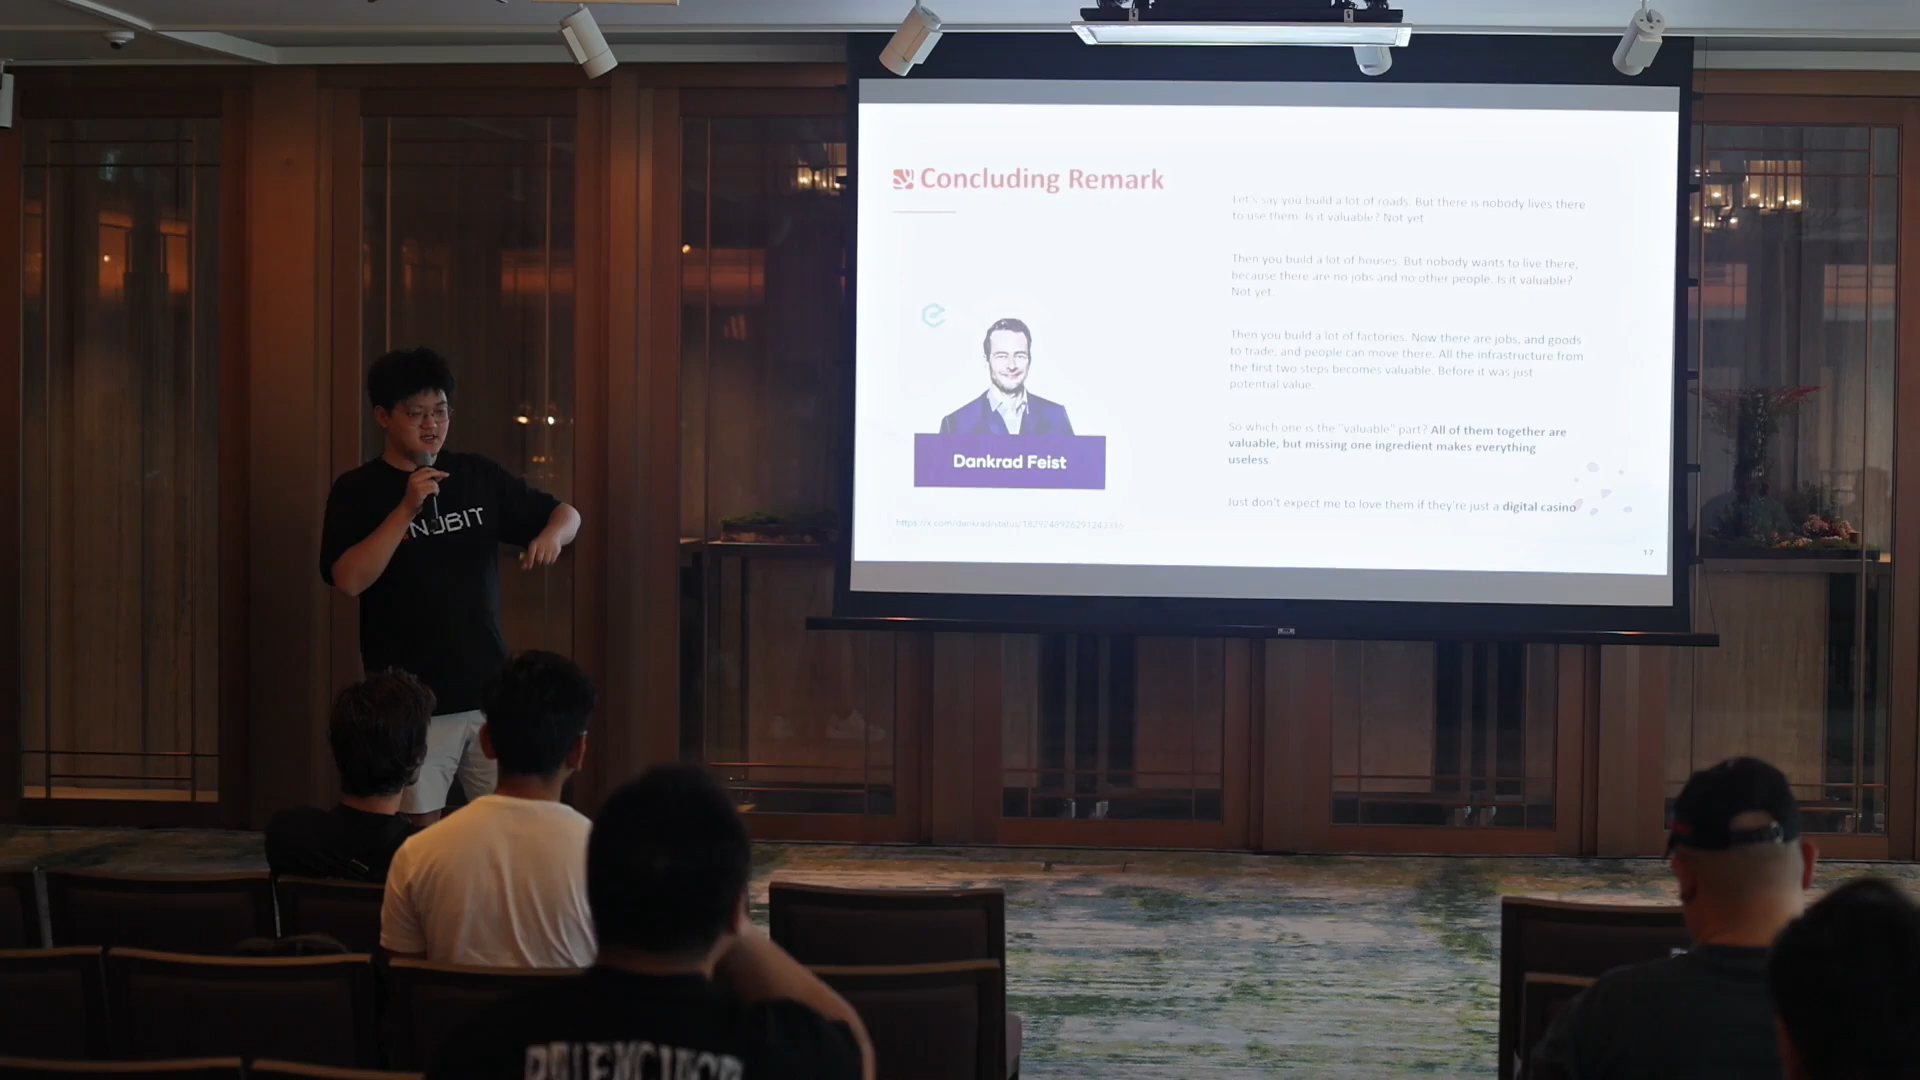 Concluding Remark
Let's say you build a lot of roads. But there is nobody lives there
to use them. Is it valuable? Not yet
Then you build a lot of houses. But nobody wants to live there,
because there are no jobs and no other people. Is it valuable?
Not yet.
Then you build a lot of factories. Now there are jobs, and goods
to trade, and people can move there. All the infrastructure from
the first two steps becomes valuable. Before it was just
potential value.
So which one is the "valuable" part? All of them together are
valuable, but missing one ingredient makes everything
useless.
Just don't expect me to love them if they're just a digital casino
Dankrad Feist
17
NUBIT